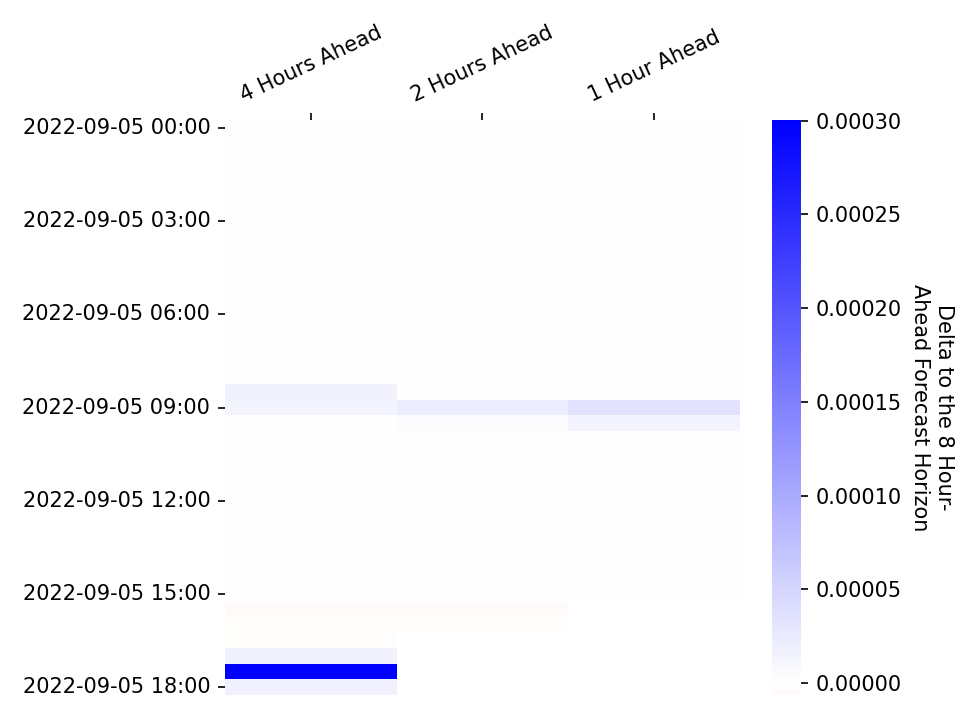 4 Hours Ahead
2 Hours Ahead
1 Hour Ahead
2022-09-05 00:00
2022-09-05 03:00
2022-09-05 06:00
2022-09-05 09:00
2022-09-05 12:00
2022-09-05 15:00
2022-09-05 18:00
0.00030
0.00025
0.00020
0.00015
0.00010
0.00005
0.00000
Delta to the 8 Hour-
Ahead Forecast Horizon